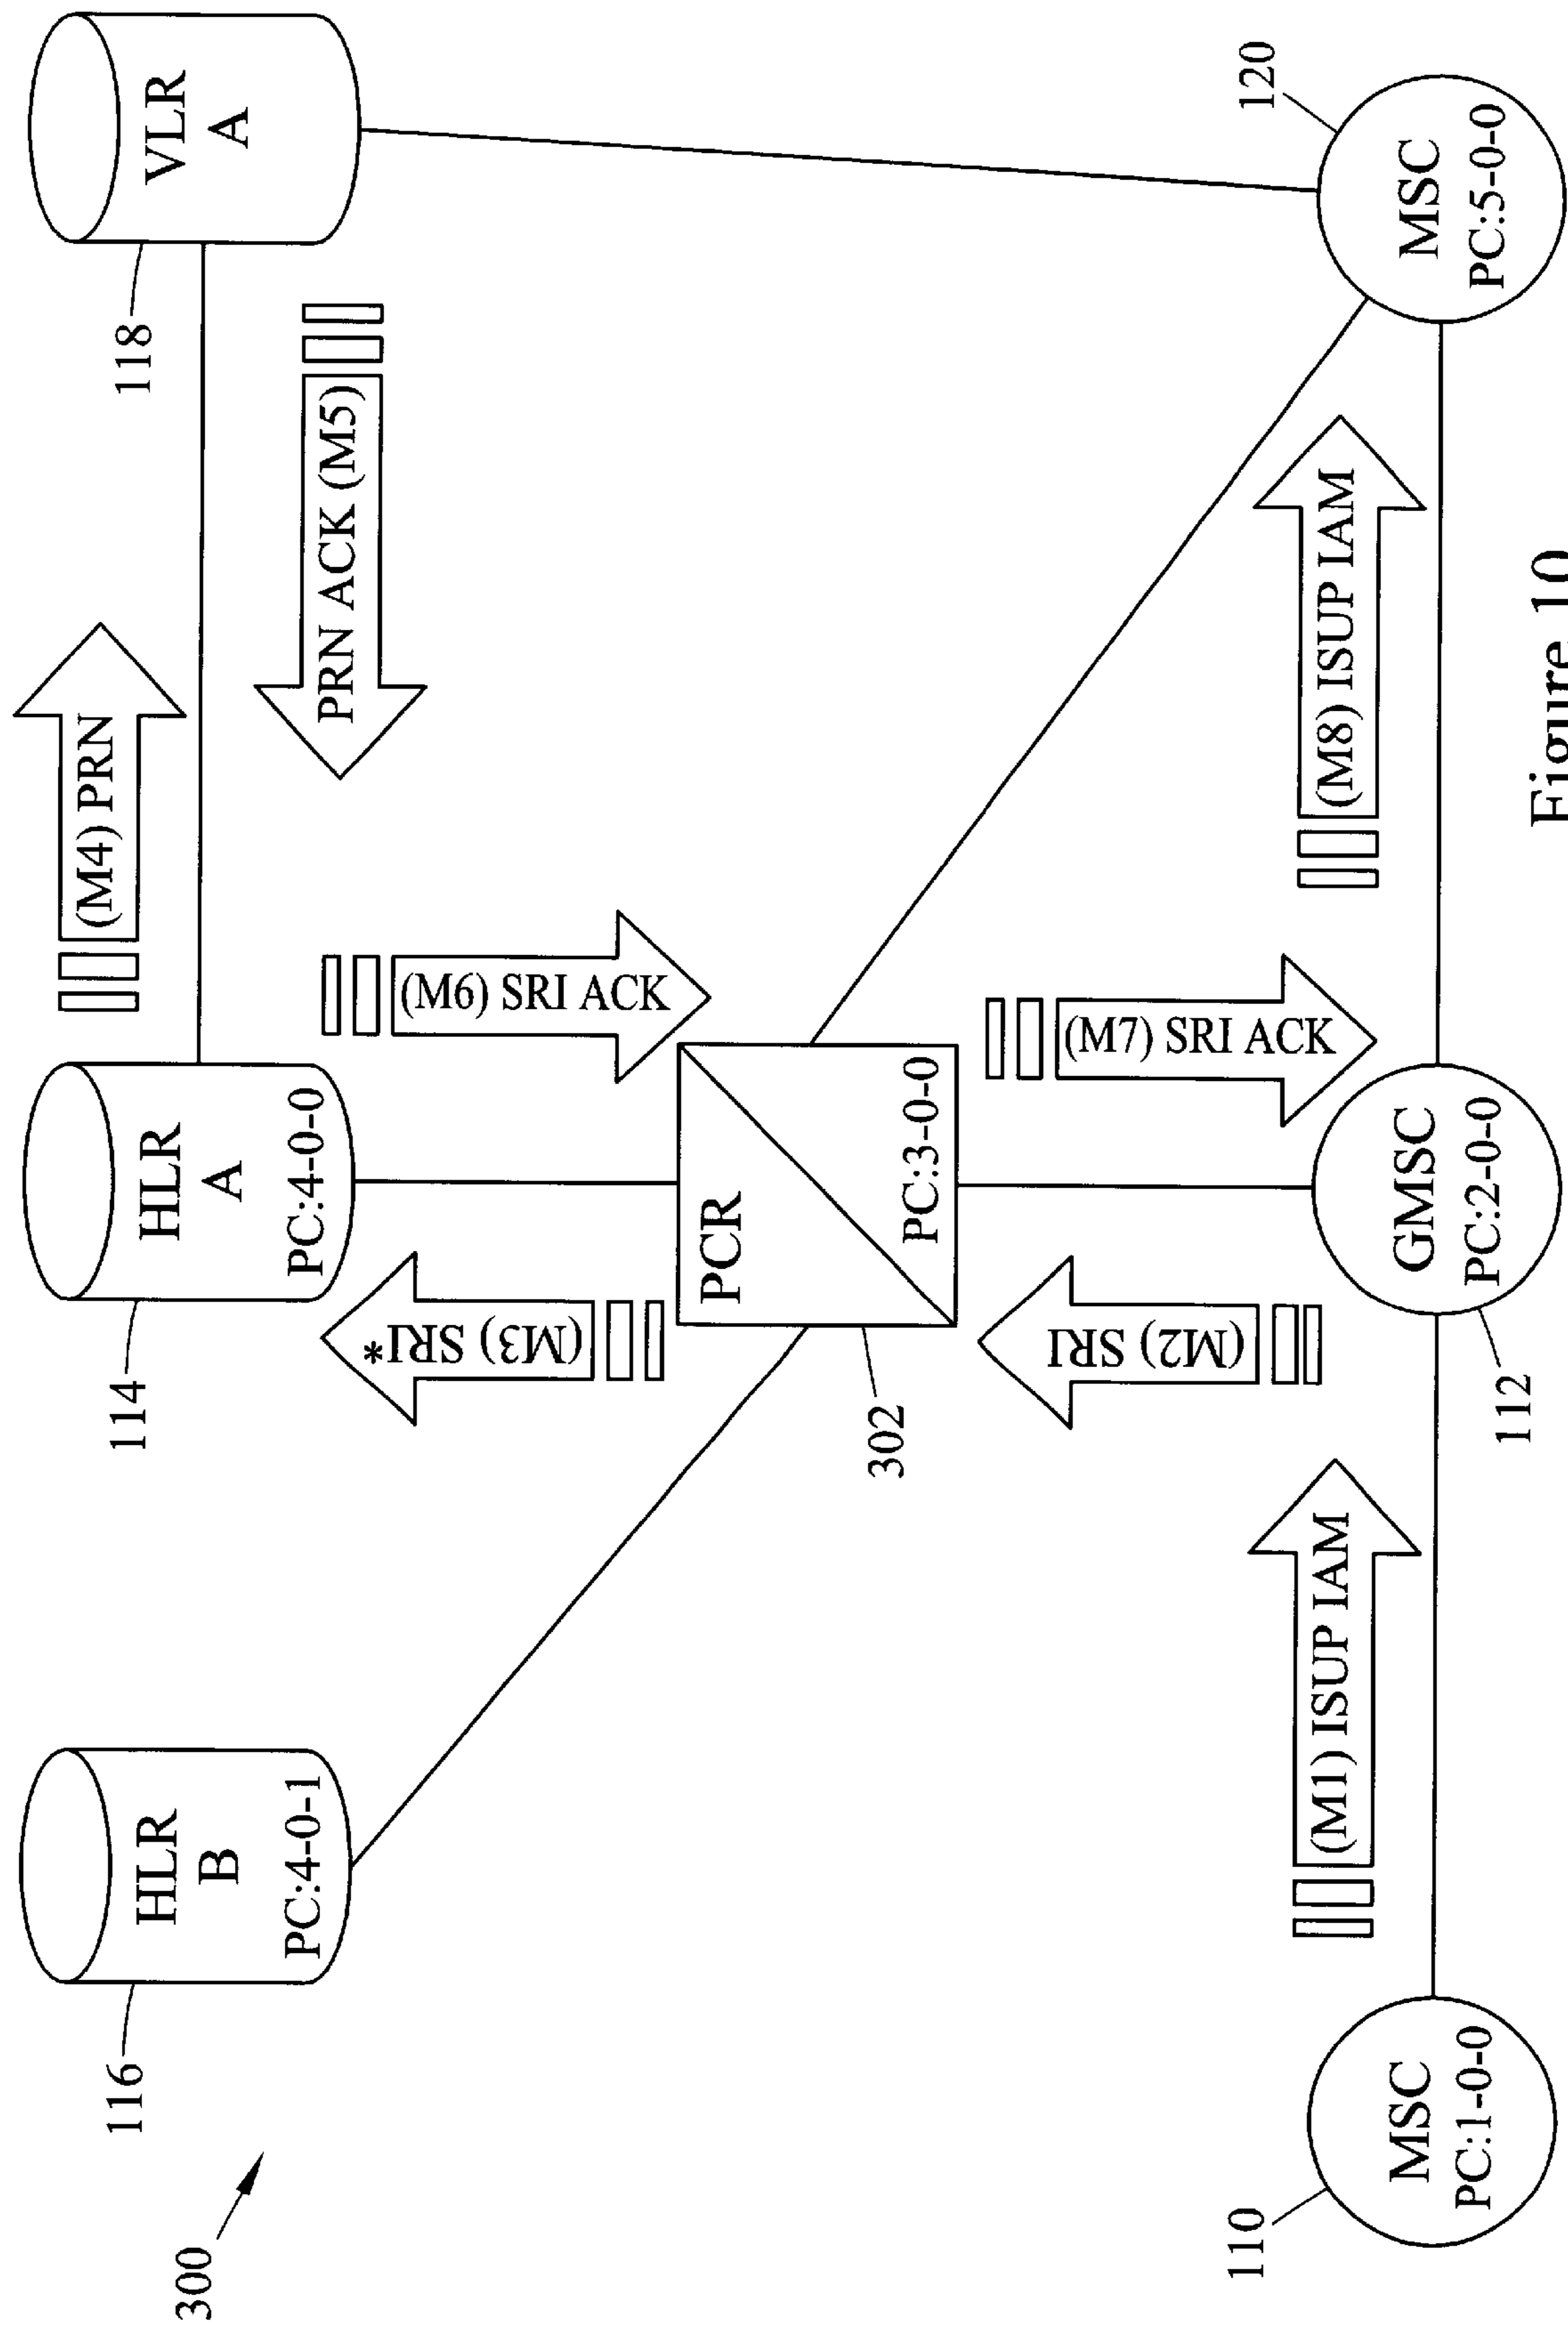 300
116
HLR
B
PC:4-0-1
114
HLR
A
PC:4-0-0
(M4) PRN
118
VLR
A
PRN ACK (M5)
(M3) SRI*
(M6) SRI ACK
PCR
PC:3-0-0
302
(M2) SRI
(M7) SRI ACK
110
MSC
PC:1-0-0
(M1) ISUP IAM
GMSC
PC:2-0-0
112
(M8) ISUP IAM
120
MSC
PC:5-0-0
Figure 10